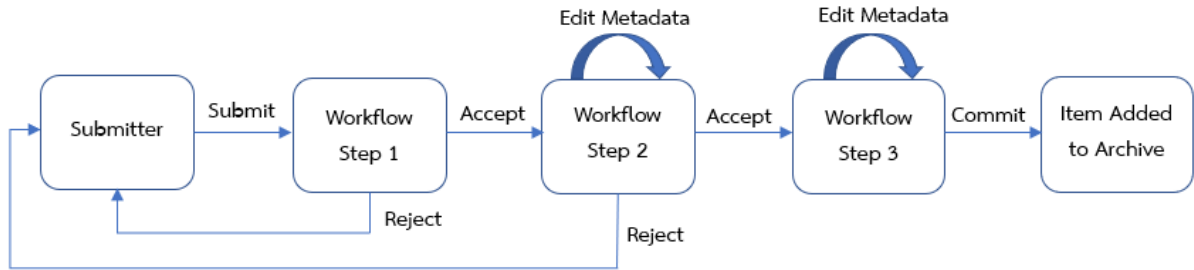 Edit Metadata
Edit Metadata
Submitter
Submit
Workflow
Step 1
Accept
Workflow
Step 2
Accept
Workflow
Step 3
Commit
Item Added
to Archive
Reject
Reject